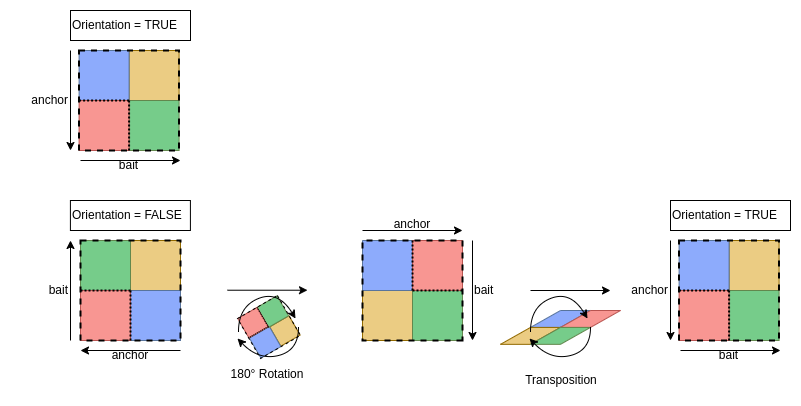 Orientation = TRUE
anchor
bait
Orientation = FALSE
bait
anchor
180° Rotation
anchor
bait
Transposition
Orientation = TRUE
anchor
bait